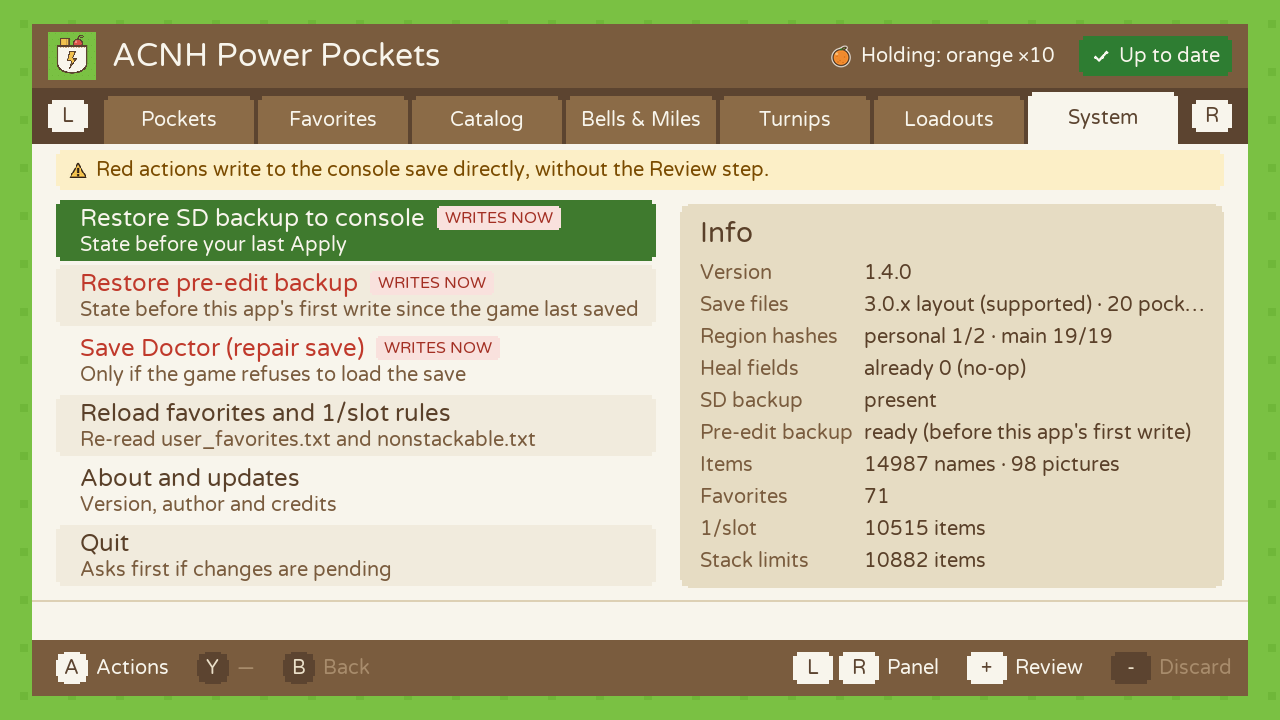 ACNH Power Pockets
Holding: orange ×10
Up to date
L
Pockets
Favorites
Catalog
Bells & Miles
Turnips
Loadouts
System
R
Red actions write to the console save directly, without the Review step.
Restore SD backup to console WRITES NOW
State before your last Apply
Restore pre-edit backup WRITES NOW
State before this app's first write since the game last saved
Save Doctor (repair save) WRITES NOW
Only if the game refuses to load the save
Reload favorites and 1/slot rules
Re-read user_favorites.txt and nonstackable.txt
About and updates
Version, author and credits
Quit
Asks first if changes are pending
Info
Version 1.4.0
Save files 3.0.x layout (supported) · 20 pock…
Region hashes personal 1/2 · main 19/19
Heal fields already 0 (no-op)
SD backup present
Pre-edit backup ready (before this app's first write)
Items 14987 names · 98 pictures
Favorites 71
1/slot 10515 items
Stack limits 10882 items
A Actions
Y —
B Back
L R Panel
+ Review
- Discard